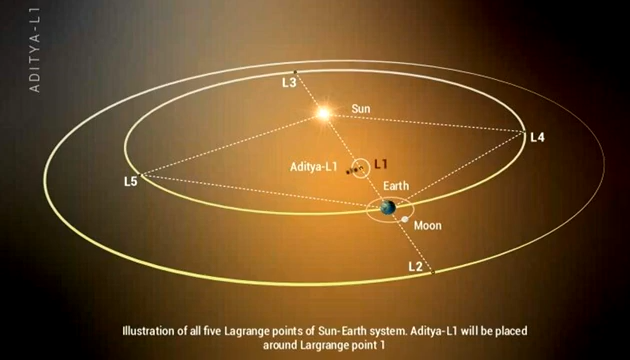 ADITYA-L1
L3
Sun
L4
Aditya-L1
L1
L5
Earth
Moon
L2
Illustration of all five Lagrange points of Sun-Earth system. Aditya-L1 will be placed
around Largrange point 1